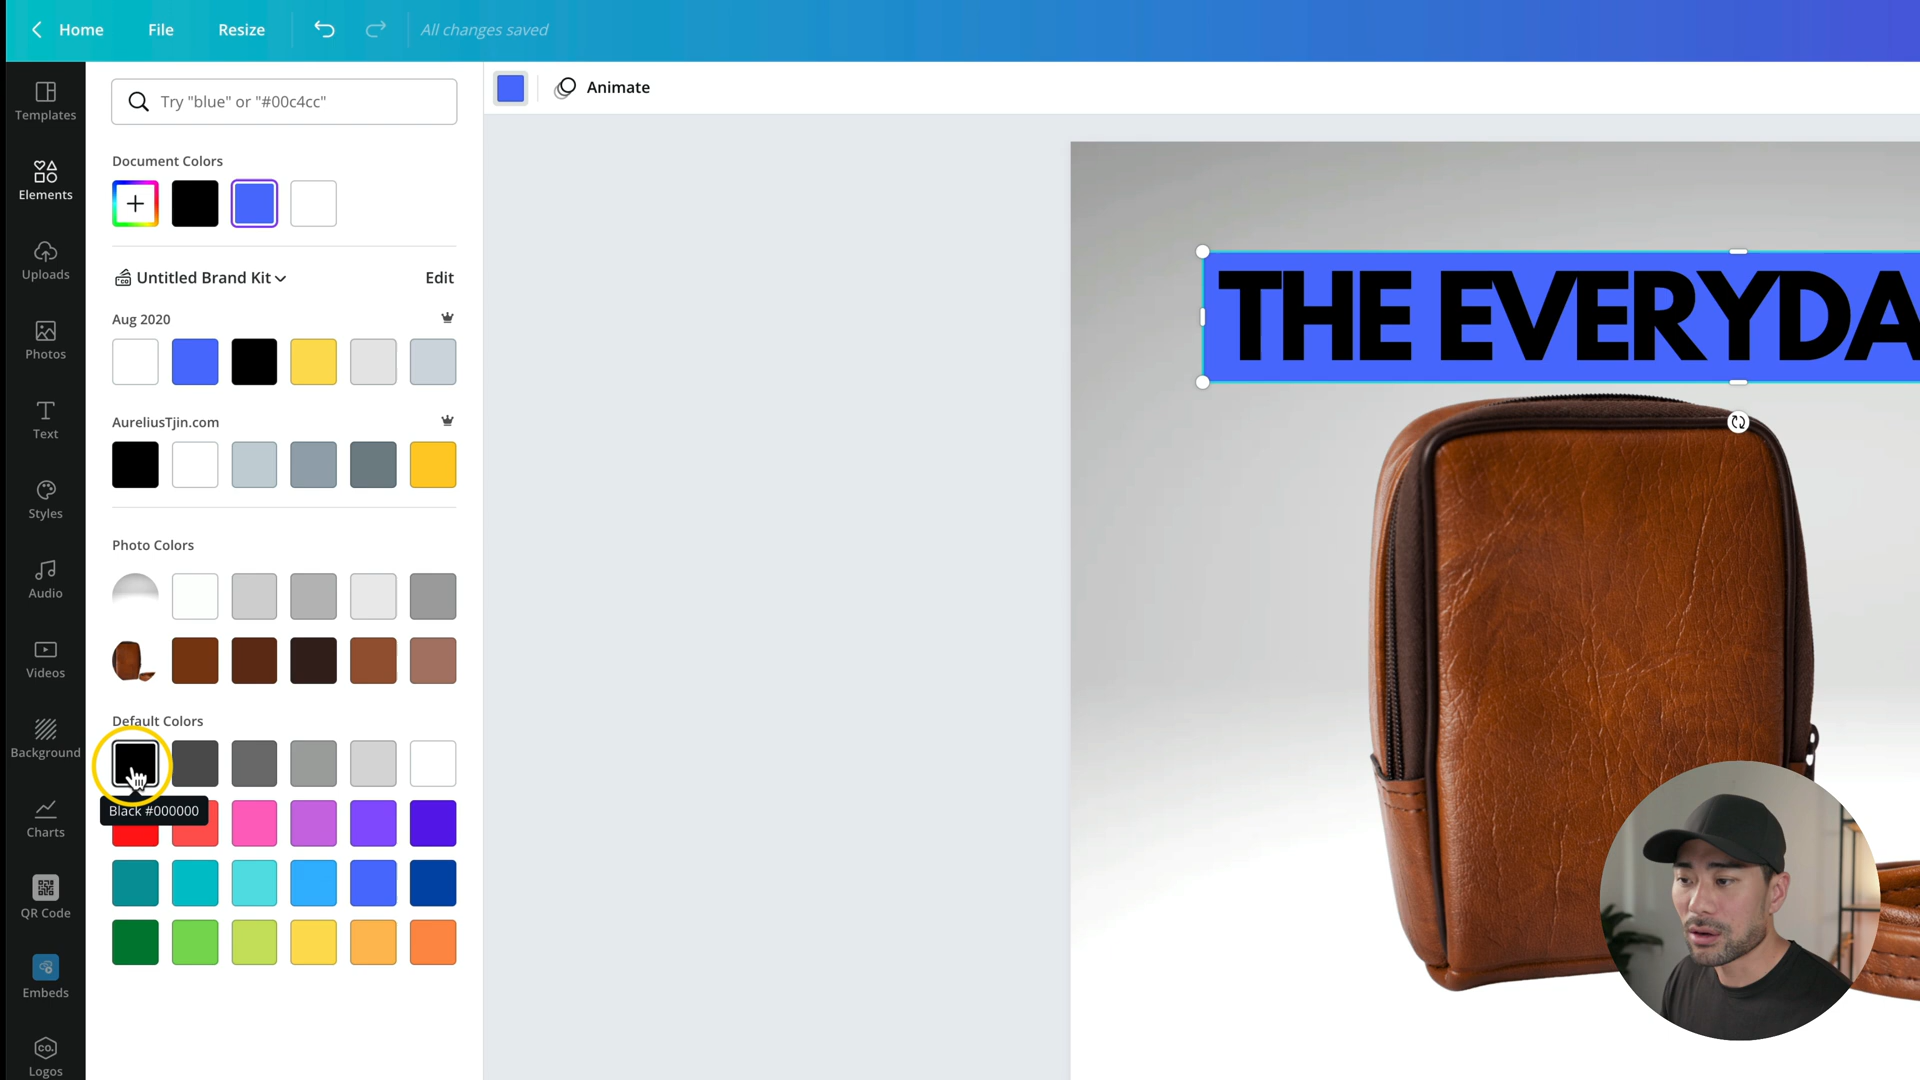 Home
File
Resize
All changes saved
Templates
Elements
Uploads
Photos
Text
Styles
Audio
Videos
Background
Charts
QR Code
Embeds
CO.
Logos
Try "blue" or "#00c4cc"
Document Colors
Untitled Brand Kit
Edit
Aug 2020
AureliusTjin.com
Photo Colors
Default Colors
Black #000000
Animate
THE EVERYDA